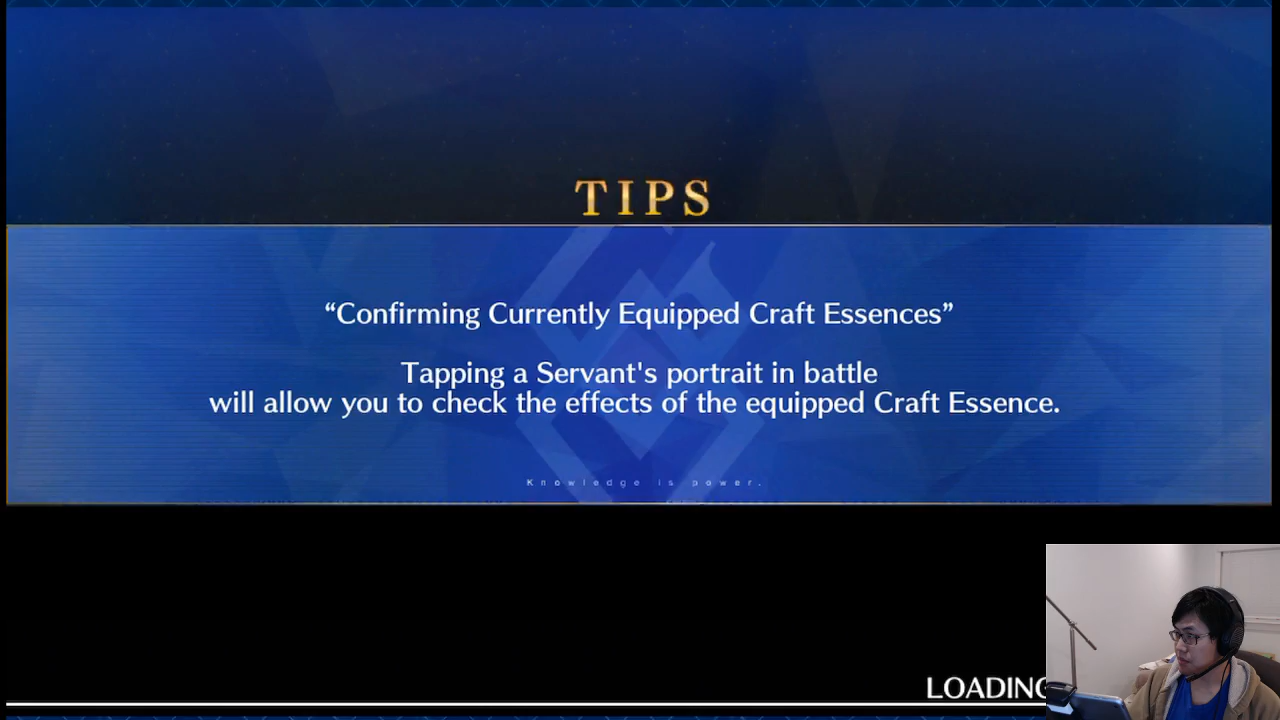 TIPS
“Confirming Currently Equipped Craft Essences”
Tapping a Servant's portrait in battle
will allow you to check the effects of the equipped Craft Essence.
Knowledge is power.
LOADING